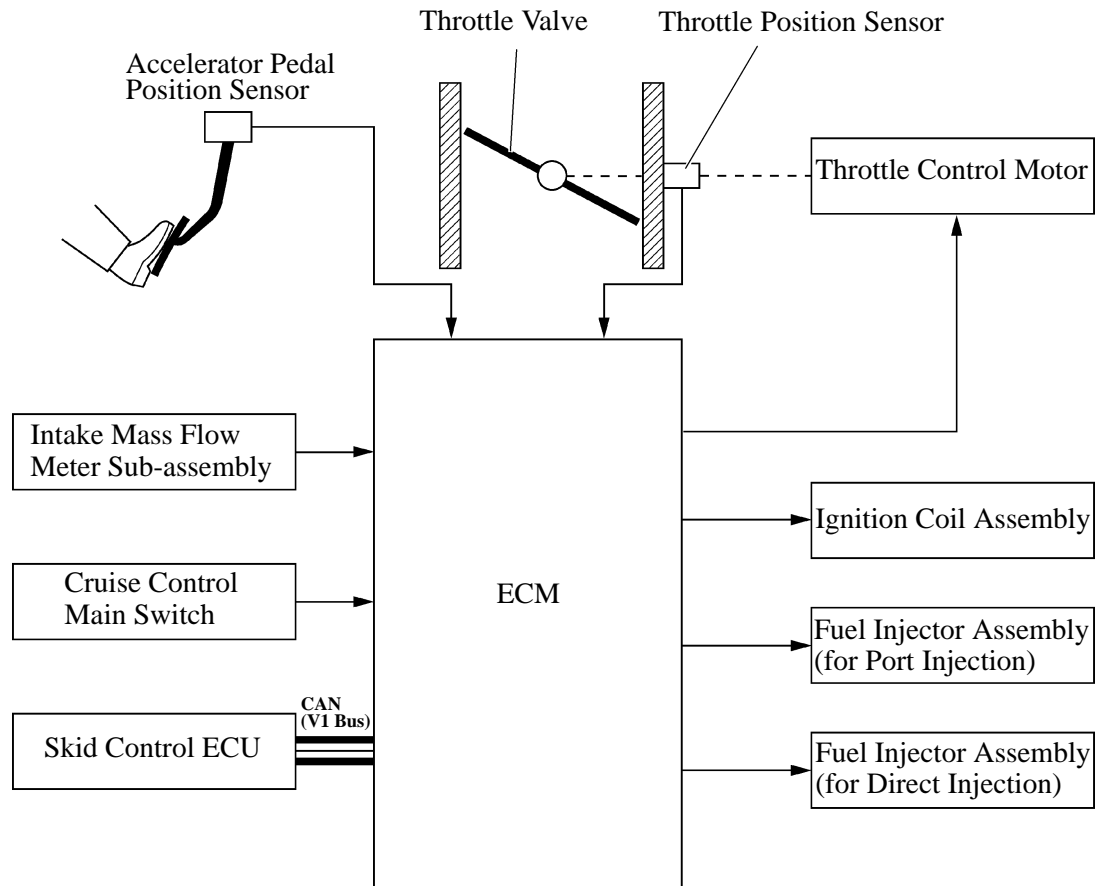 Throttle Valve
Throttle Position Sensor
Accelerator Pedal
Position Sensor
Throttle Control Motor
Intake Mass Flow
Meter Sub-assembly
Ignition Coil Assembly
Cruise Control
Main Switch
ECM
Fuel Injector Assembly
(for Port Injection)
CAN
(V1 Bus)
Skid Control ECU
Fuel Injector Assembly
(for Direct Injection)